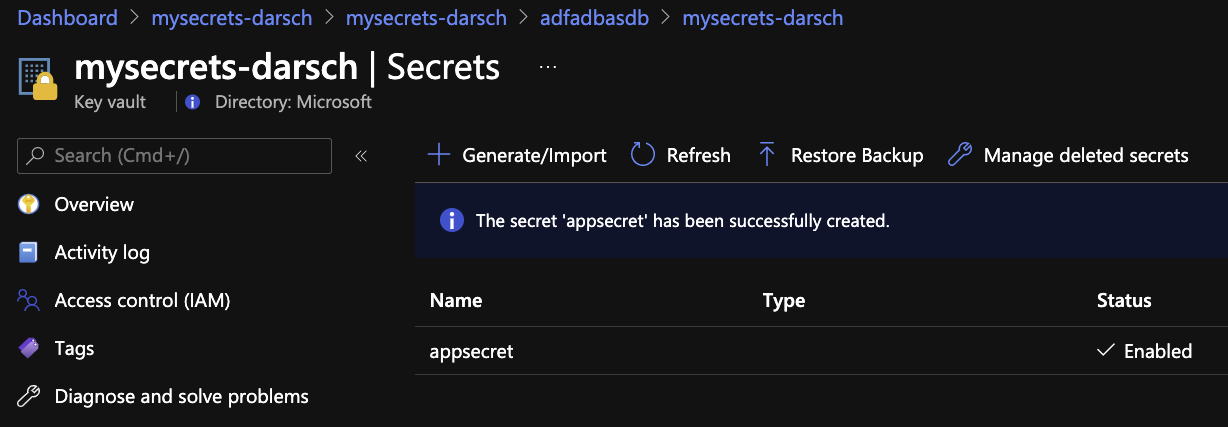 Dashboard > mysecrets-darsch > mysecrets-darsch > adfadbasdb > mysecrets-darsch
mysecrets-darsch | Secrets ...
Key vault
Directory: Microsoft
Search (Cmd+/)
«
Overview
Activity log
Access control (IAM)
Tags
Diagnose and solve problems
Generate/Import Refresh Restore Backup Manage deleted secrets
The secret 'appsecret' has been successfully created.
Name Type Status
appsecret Enabled